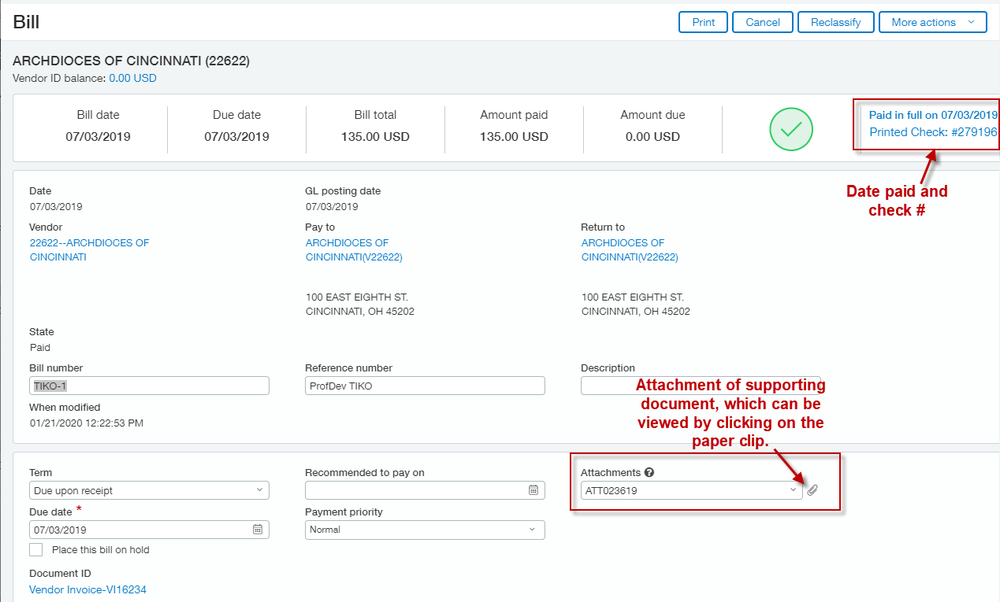 Bill
Print
Cancel
Reclassify
More actions
ARCHDIOCES OF CINCINNATI (22622)
Vendor ID balance: 0.00 USD
Bill date
07/03/2019
Due date
07/03/2019
Bill total
135.00 USD
Amount paid
135.00 USD
Amount due
0.00 USD
Paid in full on 07/03/2019
Printed Check: #279196
Date paid and
check #
Date
07/03/2019
GL posting date
07/03/2019
Vendor
22622--ARCHDIOCES OF
CINCINNATI
Pay to
ARCHDIOCES OF
CINCINNATI(V22622)
100 EAST EIGHTH ST.
CINCINNATI, OH 45202
Return to
ARCHDIOCES OF
CINCINNATI(V22622)
100 EAST EIGHTH ST.
CINCINNATI, OH 45202
State
Paid
Bill number
TIKO-1
Reference number
ProfDev TIKO
Description
When modified
01/21/2020 12:22:53 PM
Attachment of supporting
document, which can be
viewed by clicking on the
paper clip.
Term
Due upon receipt
Recommended to pay on
Attachments ?
ATT023619
Due date *
07/03/2019
Payment priority
Normal
Place this bill on hold
Document ID
Vendor Invoice-VI16234